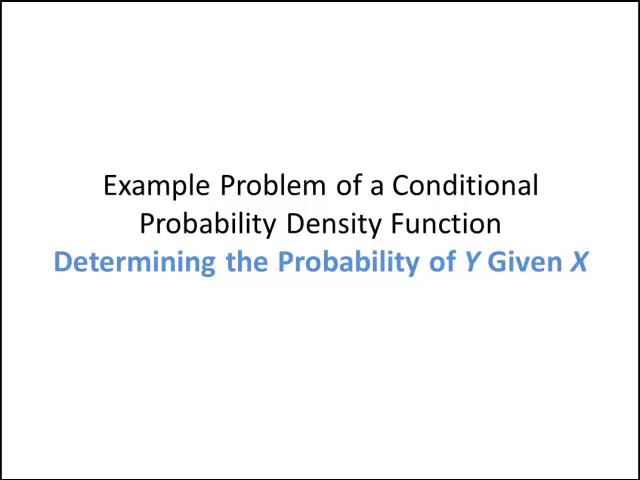 Example Problem of a Conditional
Probability Density Function
Determining the Probability of Y Given X